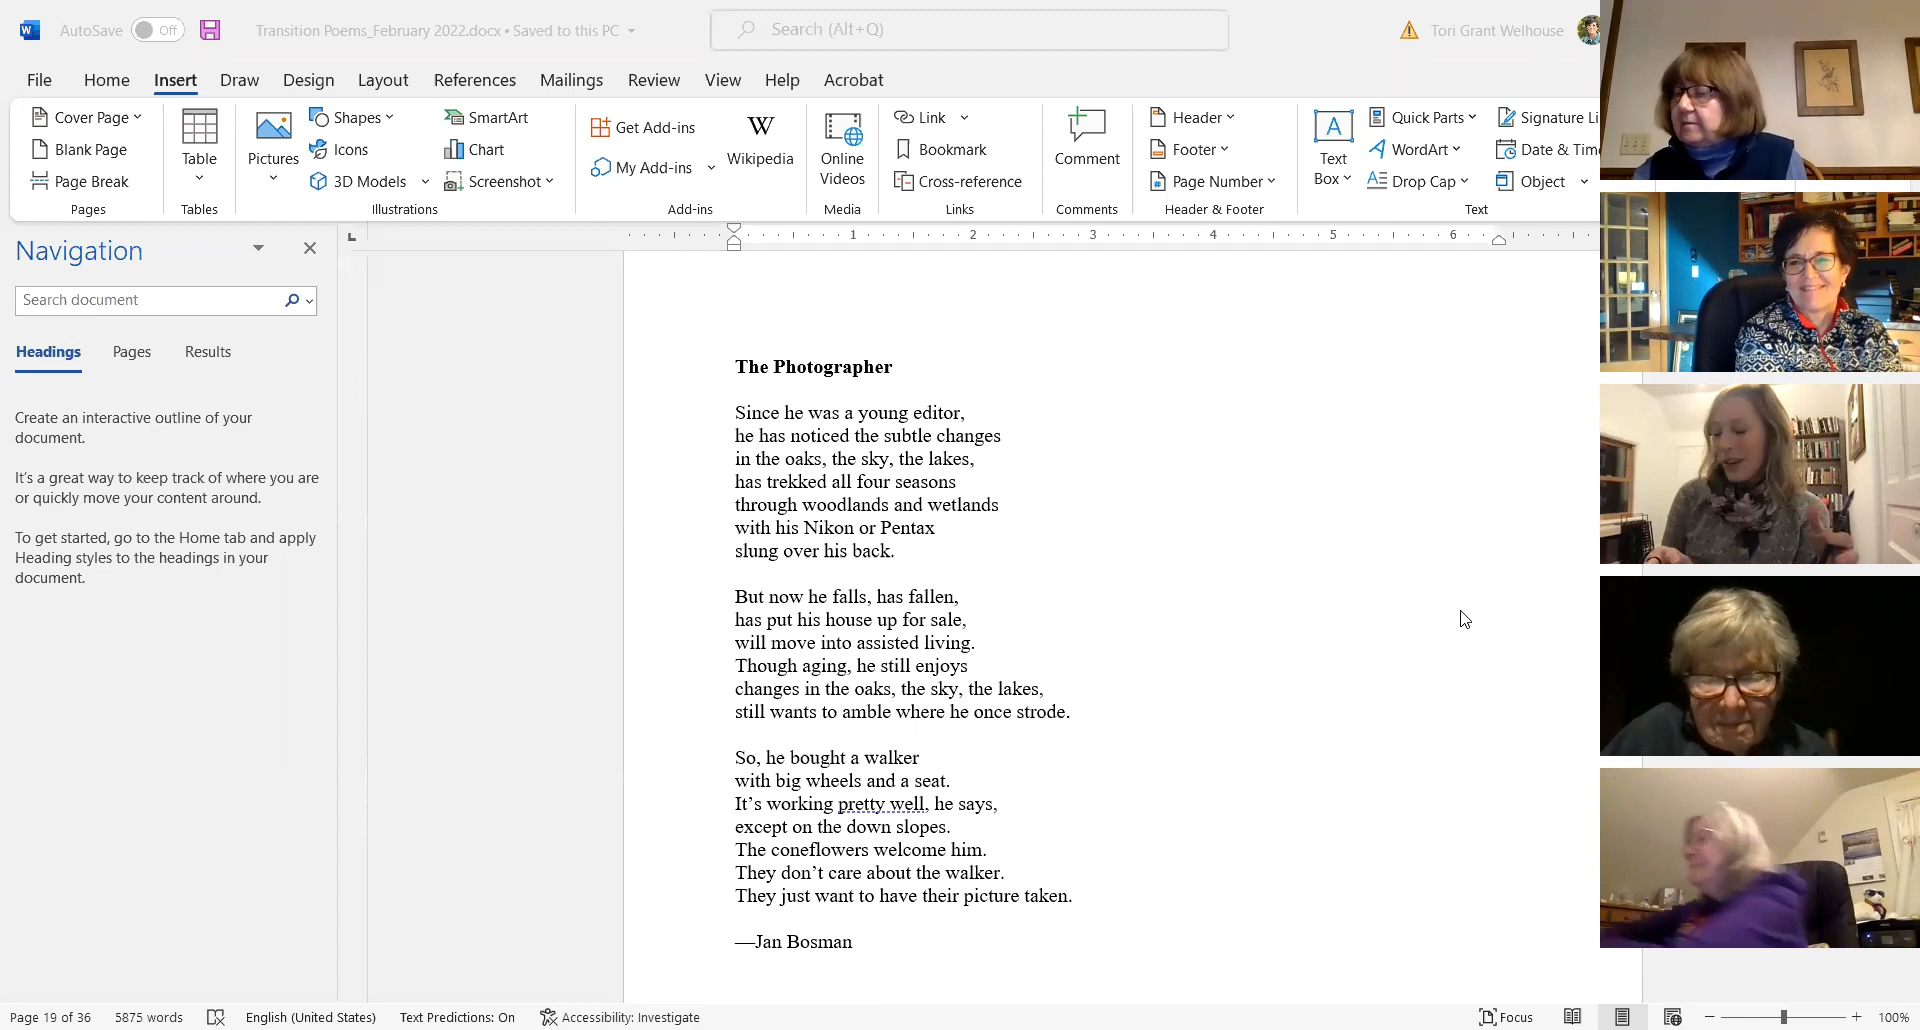 AutoSave Off Transition Poems_February 2022.docx • Saved to this PC Search (Alt+Q) Tori Grant Welhouse
File Home Insert Draw Design Layout References Mailings Review View Help Acrobat
Cover Page
Blank Page
Page Break
Pages
Table
Tables
Pictures
Shapes
Icons
3D Models
SmartArt
Chart
Screenshot
Illustrations
Get Add-ins
My Add-ins
W
Wikipedia
Add-ins
Online
Videos
Media
Link
Bookmark
Cross-reference
Links
Comment
Comments
Header
Footer
Page Number
Header & Footer
A
Text
Box
Quick Parts
WordArt
Drop Cap
Signature Li
Date & Time
Object
Text
Navigation
Search document
Headings Pages Results
Create an interactive outline of your
document.
It's a great way to keep track of where you are
or quickly move your content around.
To get started, go to the Home tab and apply
Heading styles to the headings in your
document.
1 2 3 4 5 6
The Photographer
Since he was a young editor,
he has noticed the subtle changes
in the oaks, the sky, the lakes,
has trekked all four seasons
through woodlands and wetlands
with his Nikon or Pentax
slung over his back.
But now he falls, has fallen,
has put his house up for sale,
will move into assisted living.
Though aging, he still enjoys
changes in the oaks, the sky, the lakes,
still wants to amble where he once strode.
So, he bought a walker
with big wheels and a seat.
It’s working pretty well, he says,
except on the down slopes.
The coneflowers welcome him.
They don’t care about the walker.
They just want to have their picture taken.
—Jan Bosman
Page 19 of 36 5875 words English (United States) Text Predictions: On Accessibility: Investigate Focus 100%